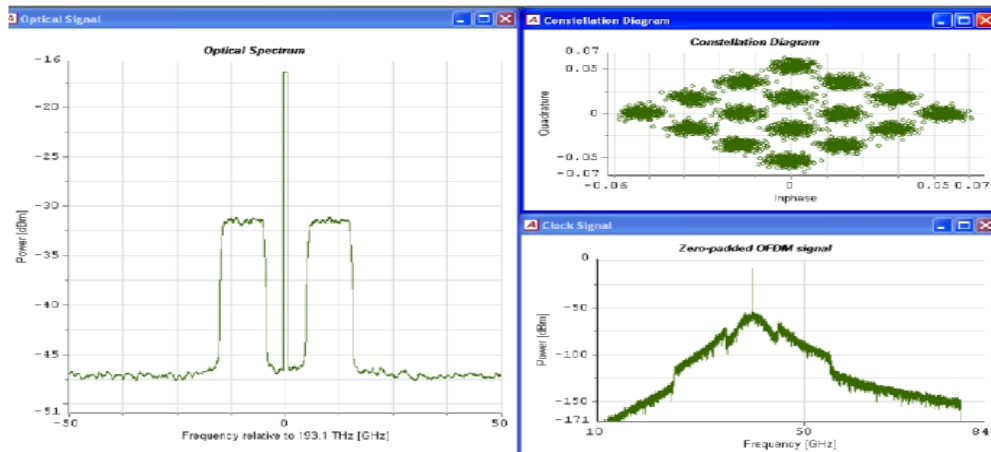 Optical Signal
Optical Spectrum
-16
-20
-25
-30
-35
-40
-45
-51
-50
0
50
Power [dBm]
Frequency relative to 193.1 THz [GHz]
Constellation Diagram
Constellation Diagram
0.07
0.05
0
-0.05
-0.07
Quadrature
-0.06
0
0.05 0.07
Inphase
Clock Signal
Zero-padded OFDM signal
0
-50
-100
-150
-171
Power [dBm]
10
50
84
Frequency [GHz]